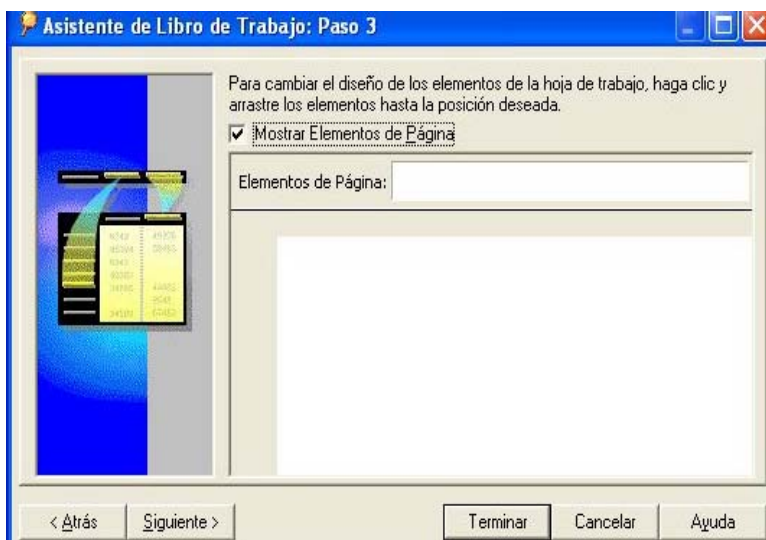 Asistente de Libro de Trabajo: Paso 3
Para cambiar el diseño de los elementos de la hoja de trabajo, haga clic y
arrastre los elementos hasta la posición deseada.
Mostrar Elementos de Página
Elementos de Página:
< Atrás
Siguiente >
Terminar
Cancelar
Ayuda